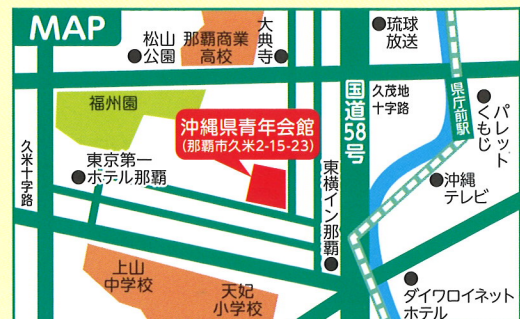 MAP
松山
公園
那覇商業
高校
大典寺
琉球
放送
国道58号
久茂地
十字路
県庁前駅
パレット
くもじ
福州園
沖縄県青年会館
(那覇市久米2-15-23)
久米十字路
東京第一
ホテル那覇
東横イン那覇
沖縄
テレビ
上山
中学校
天妃
小学校
ダイワロイネット
ホテル